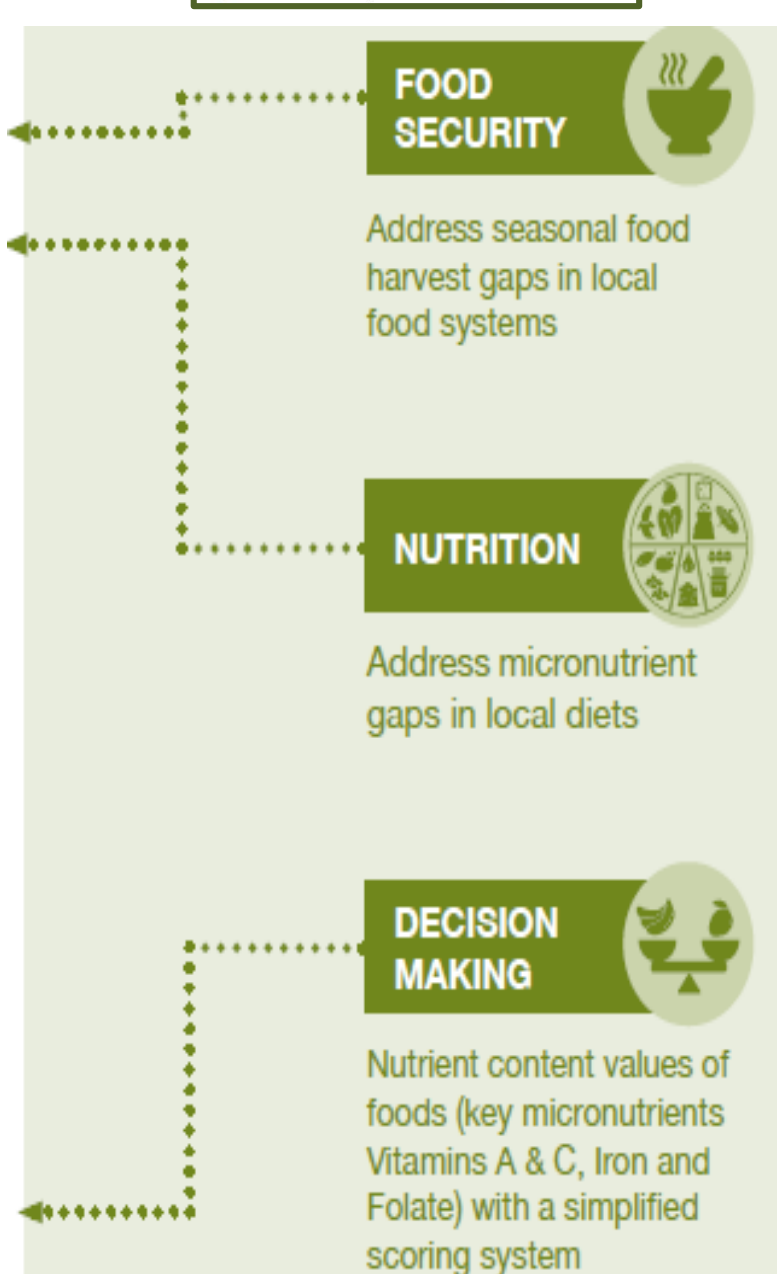 FOOD
SECURITY
Address seasonal food
harvest gaps in local
food systems
NUTRITION
Address micronutrient
gaps in local diets
DECISION
MAKING
Nutrient content values of
foods (key micronutrients
Vitamins A & C, Iron and
Folate) with a simplified
scoring system